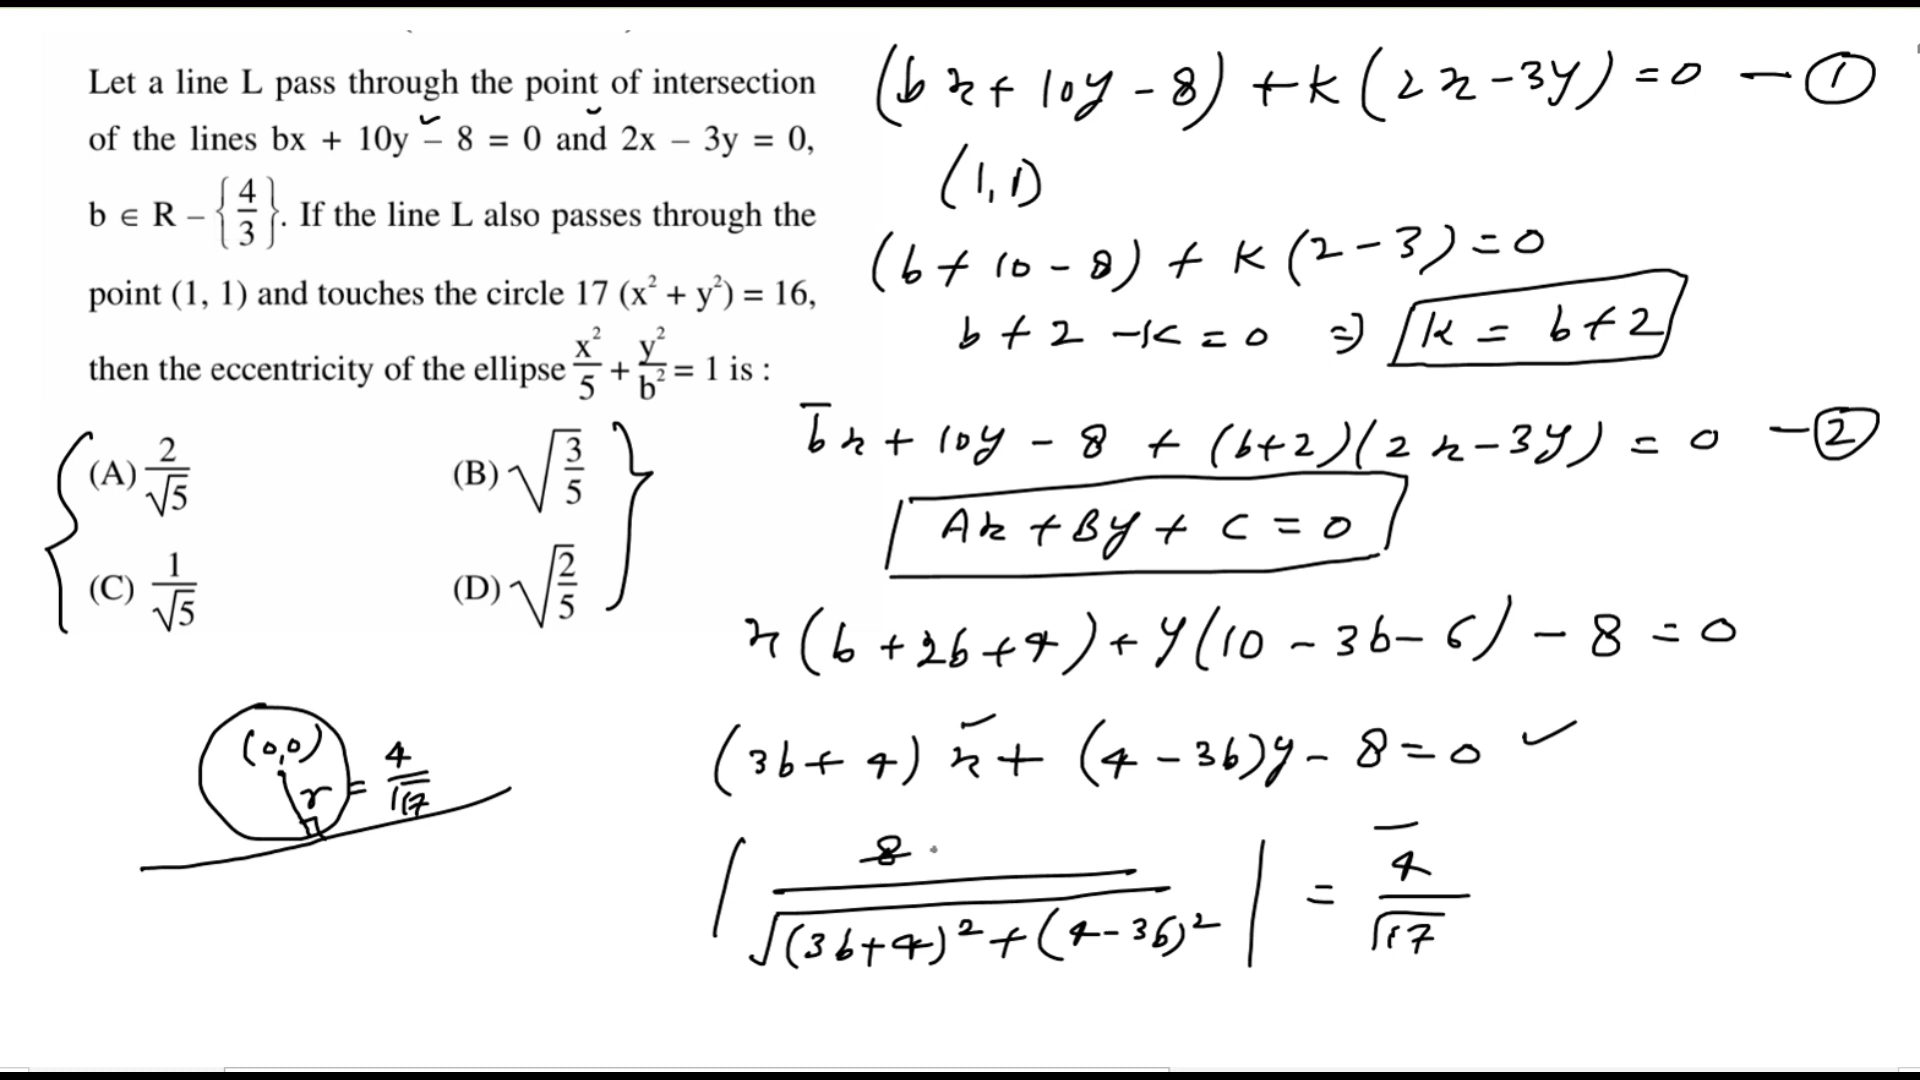 Let a line L pass through the point of intersection
of the lines bx + 10y – 8 = 0 and 2x – 3y = 0,
b ∈ R – {4/3}. If the line L also passes through the
point (1, 1) and touches the circle 17 (x² + y²) = 16,
then the eccentricity of the ellipse x²/5 + y²/b² = 1 is :
(A) 2/√5 (B) √(3/5)
(C) 1/√5 (D) √(2/5)
(0,0)
r = 4/√17
(bx + 10y - 8) + k(2x - 3y) = 0 — ①
(1,1)
(b + 10 - 8) + k(2 - 3) = 0
b + 2 - k = 0 ⇒ k = b + 2
bx + 10y - 8 + (b+2)(2x - 3y) = 0 — ②
Ax + By + C = 0
x(b + 2b + 4) + y(10 - 3b - 6) - 8 = 0
(3b + 4)x + (4 - 3b)y - 8 = 0 ✓
|8/√((3b+4)² + (4-3b)²)| = 4/√17